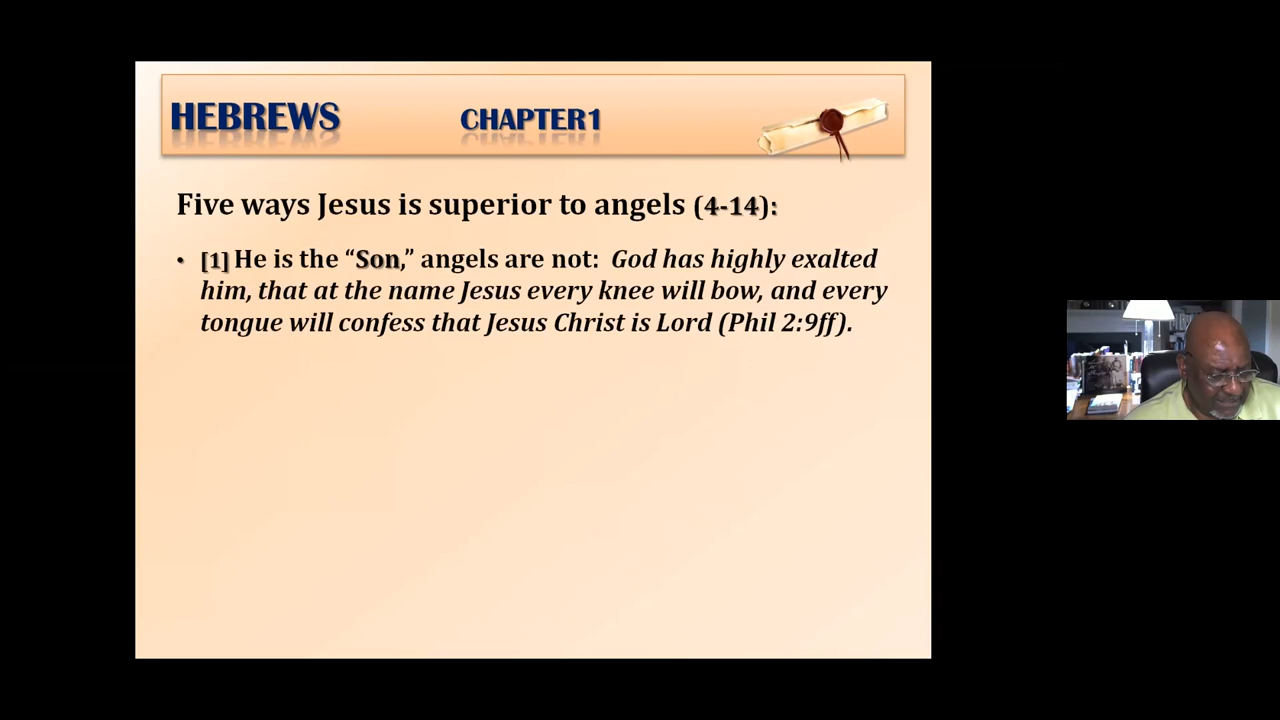 HEBREWS CHAPTER1
Five ways Jesus is superior to angels (4-14):
• [1] He is the “Son,” angels are not: God has highly exalted
him, that at the name Jesus every knee will bow, and every
tongue will confess that Jesus Christ is Lord (Phil 2:9ff).